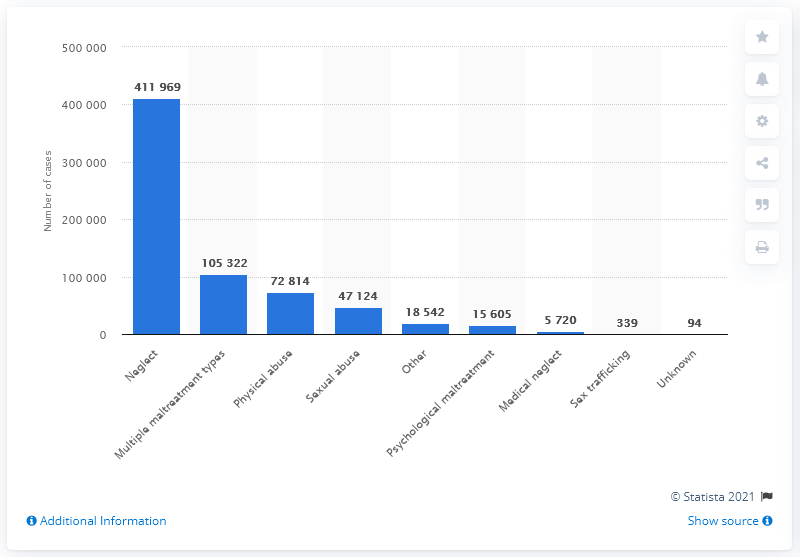 500 000
400 000
300 000
200 000
100 000
0
Number of cases
411 969
105 322
72 814
47 124
18 542
15 605
5 720
339
94
Neglect
Multiple maltreatment types
Physical abuse
Sexual abuse
Other
Psychological maltreatment
Medical neglect
Sex trafficking
Unknown
© Statista 2021
Additional Information
Show source